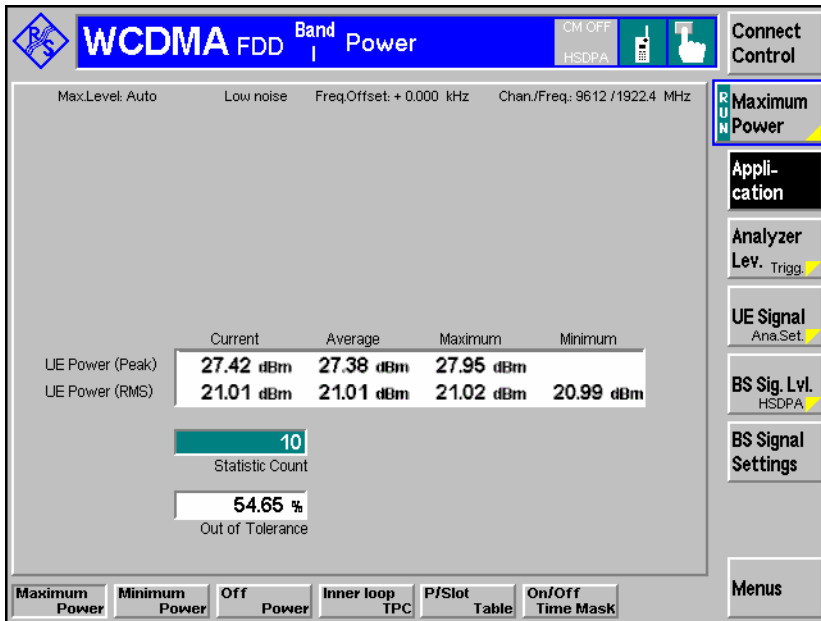 R&S
WCDMA FDD Band I Power
CM OFF
HSDPA
Connect Control
Max.Level: Auto Low noise Freq.Offset: + 0.000 kHz Chan./Freq.: 9612 / 1922.4 MHz
RUN
Maximum Power
Appli-
cation
Analyzer
Lev. Trigg.
UE Signal
Ana.Set.
Current Average Maximum Minimum
UE Power (Peak) 27.42 dBm 27.38 dBm 27.95 dBm
UE Power (RMS) 21.01 dBm 21.01 dBm 21.02 dBm 20.99 dBm
BS Sig. Lvl.
HSDPA
10
Statistic Count
BS Signal
Settings
54.65 %
Out of Tolerance
Maximum Power
Minimum Power
Off Power
Inner loop TPC
P/Slot Table
On/Off Time Mask
Menus